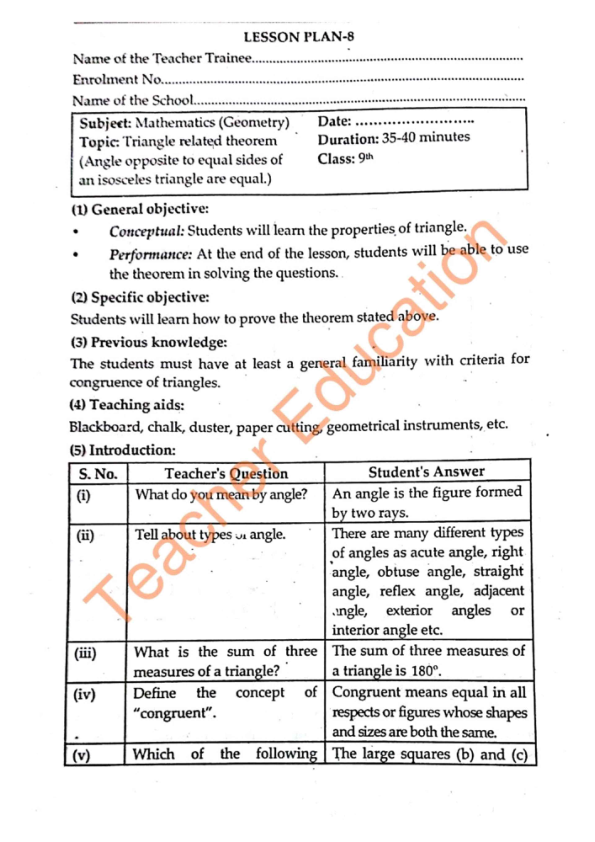 LESSON PLAN-8
Name of the Teacher Trainee..........................................................................
Enrolment No..........................................................................................
Name of the School..................................................................................
Subject: Mathematics (Geometry)
Topic: Triangle related theorem
(Angle opposite to equal sides of
an isosceles triangle are equal.)
Date: ...........................
Duration: 35-40 minutes
Class: 9th
(1) General objective:
• Conceptual: Students will learn the properties of triangle.
• Performance: At the end of the lesson, students will be able to use
the theorem in solving the questions.
(2) Specific objective:
Students will learn how to prove the theorem stated above.
(3) Previous knowledge:
The students must have at least a general familiarity with criteria for
congruence of triangles.
(4) Teaching aids:
Blackboard, chalk, duster, paper cutting, geometrical instruments, etc.
(5) Introduction:
S. No. Teacher's Question Student's Answer
(i) What do you mean by angle? An angle is the figure formed
by two rays.
(ii) Tell about types of angle. There are many different types
of angles as acute angle, right
angle, obtuse angle, straight
angle, reflex angle, adjacent
angle, exterior angles or
interior angle etc.
(iii) What is the sum of three The sum of three measures of
measures of a triangle? a triangle is 180°.
(iv) Define the concept of Congruent means equal in all
"congruent". respects or figures whose shapes
and sizes are both the same.
(v) Which of the following The large squares (b) and (c)
Teacher Education